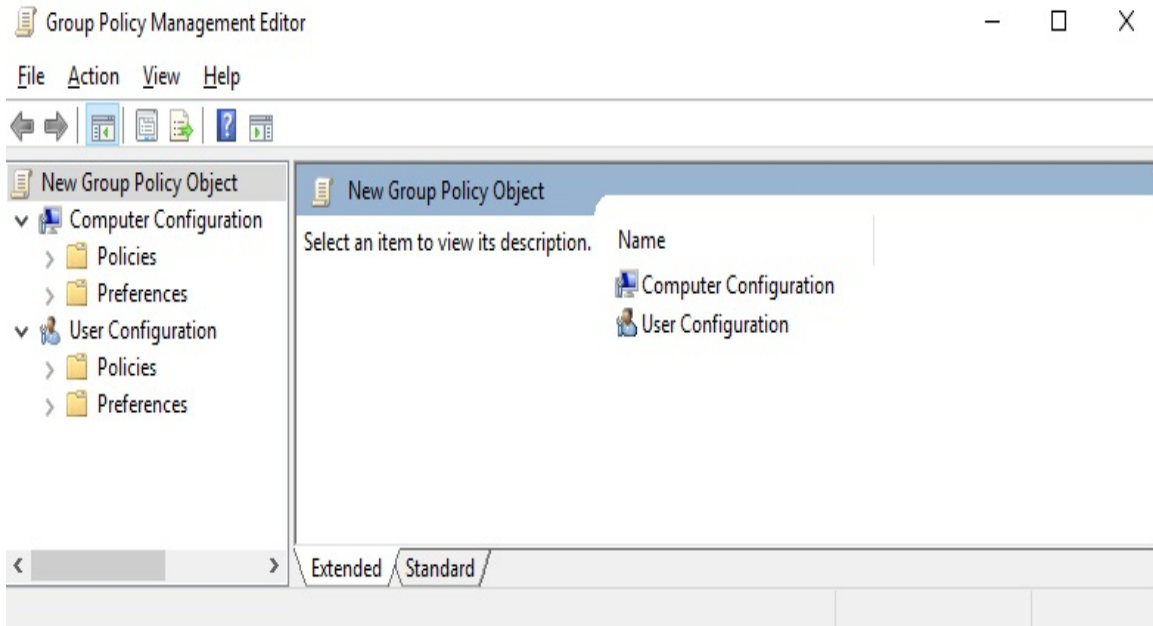 Group Policy Management Editor
File Action View Help
New Group Policy Object
Computer Configuration
Policies
Preferences
User Configuration
Policies
Preferences
New Group Policy Object
Select an item to view its description.
Name
Computer Configuration
User Configuration
Extended Standard